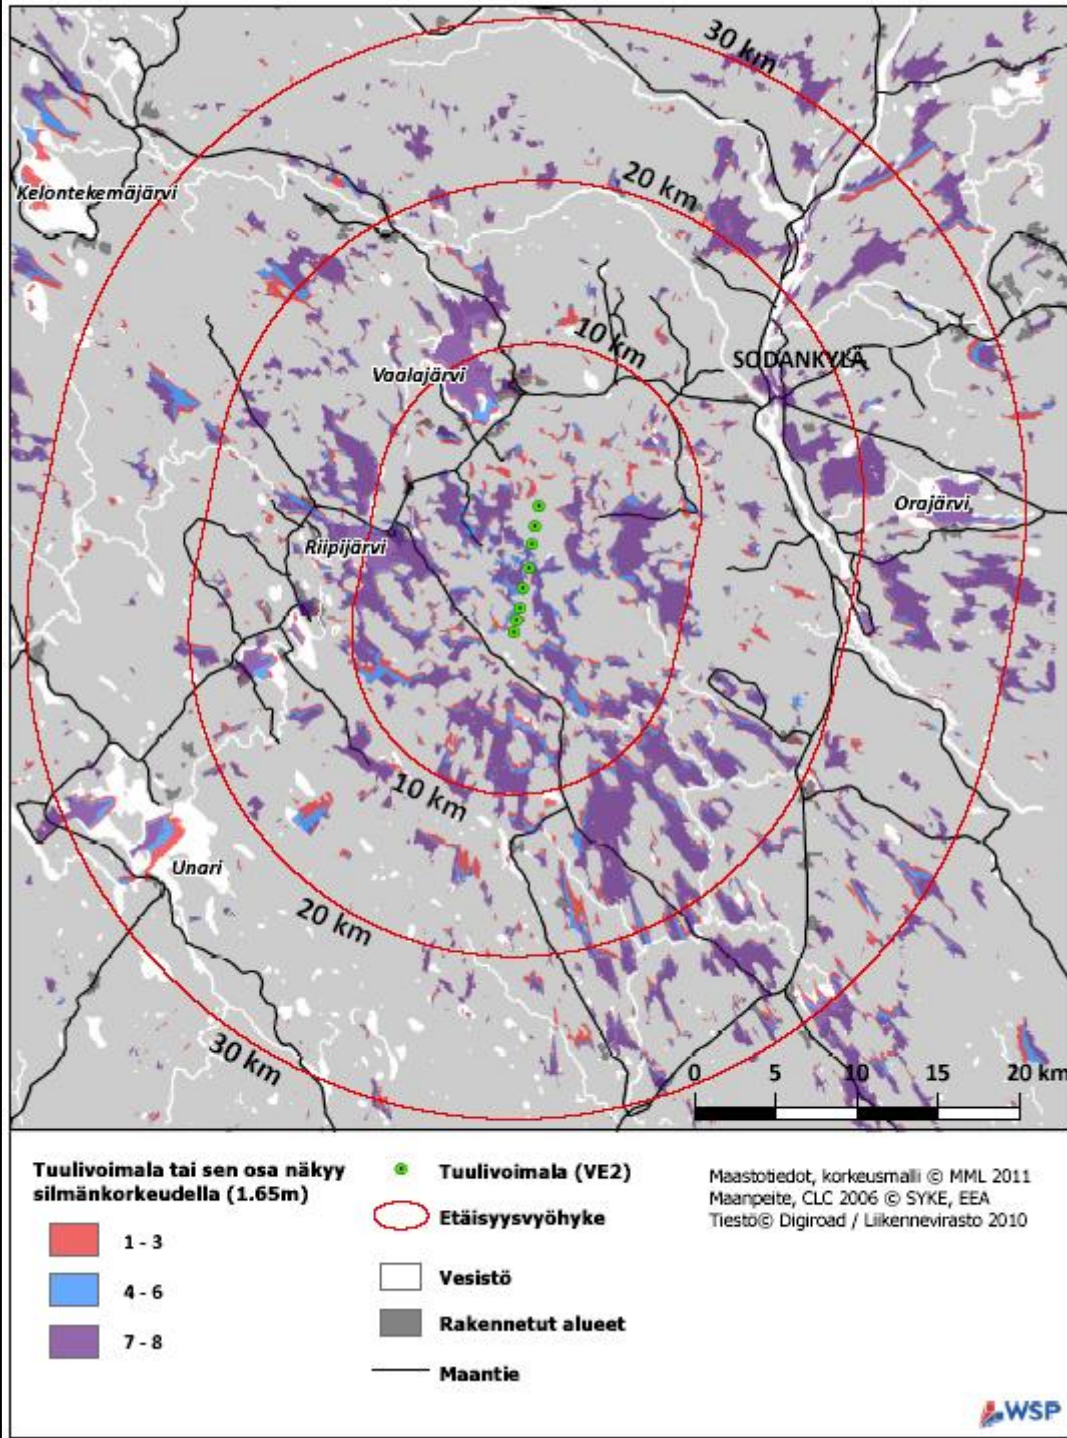 30 km
20 km
Kelontekemäjärvi
10 km
SODANKYLÄ
Vaalajärvi
Orajärvi
Riipijärvi
10 km
Unari
20 km
30 km
0 5 10 15 20 km
Tuulivoimala tai sen osa näkyy
silmänkorkeudella (1.65m)
1 - 3
4 - 6
7 - 8
Tuulivoimala (VE2)
Etäisyysvyöhyke
Vesistö
Rakennetut alueet
Maantie
Maastotiedot, korkeusmalli © MML 2011
Maanpeite, CLC 2006 © SYKE, EEA
Tiestö© Digiroad / Liikennevirasto 2010
WSP